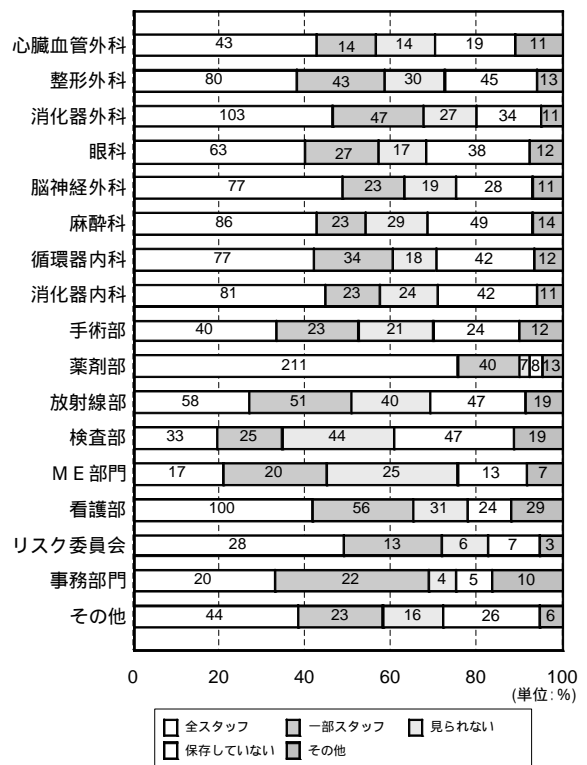 心臓血管外科 43 14 14 19 11
整形外科 80 43 30 45 13
消化器外科 103 47 27 34 11
眼科 63 27 17 38 12
脳神経外科 77 23 19 28 11
麻酔科 86 23 29 49 14
循環器内科 77 34 18 42 12
消化器内科 81 23 24 42 11
手術部 40 23 21 24 12
薬剤部 211 40 7 8 13
放射線部 58 51 40 47 19
検査部 33 25 44 47 19
ＭＥ部門 17 20 25 13 7
看護部 100 56 31 24 29
リスク委員会 28 13 6 7 3
事務部門 20 22 4 5 10
その他 44 23 16 26 6
0 20 40 60 80 100
(単位:%)
全スタッフ 一部スタッフ 見られない
保存していない その他